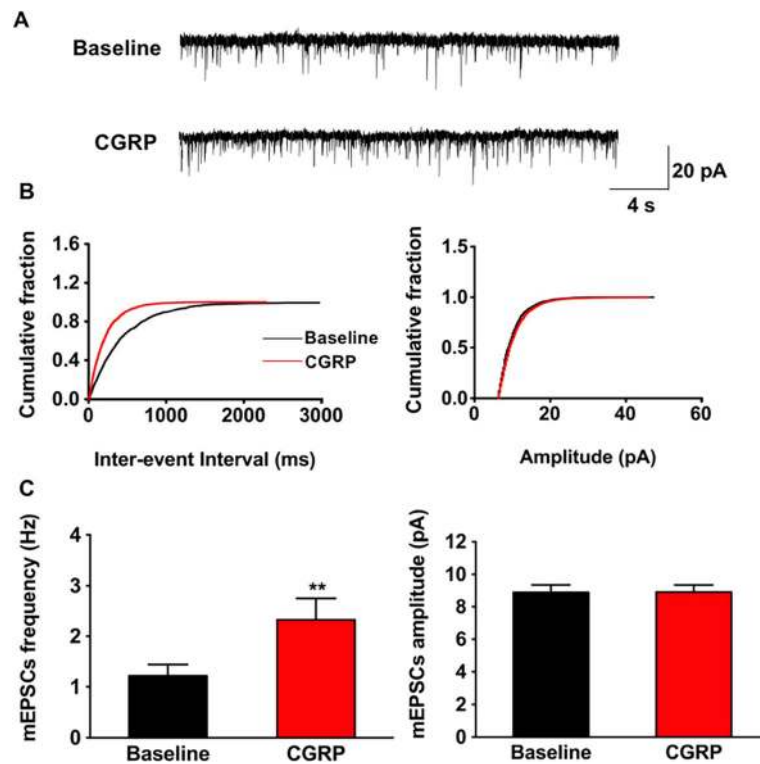 A
Baseline
CGRP
20 pA
4 s
B
Cumulative fraction
1.6
1.2
0.8
0.4
0.0
0
1000
2000
3000
Baseline
CGRP
Inter-event Interval (ms)
Cumulative fraction
1.5
1.0
0.5
0.0
0
20
40
60
Amplitude (pA)
C
mEPSCs frequency (Hz)
4
3
2
1
0
**
Baseline
CGRP
mEPSCs amplitude (pA)
12
10
8
6
4
2
0
Baseline
CGRP